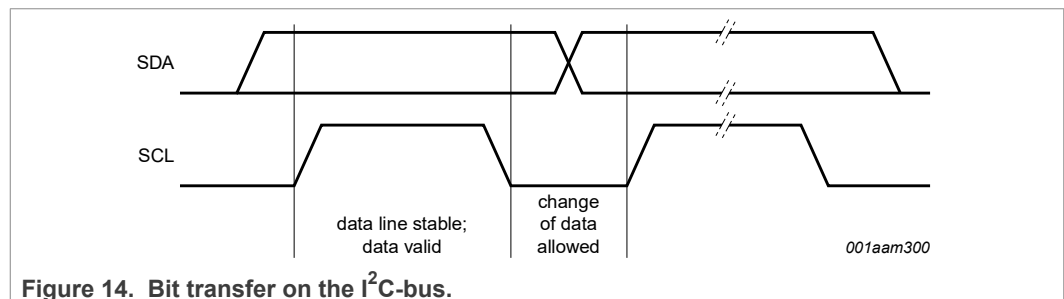 SDA
SCL
data line stable;
data valid
change
of data
allowed
001aam300
Figure 14. Bit transfer on the I²C-bus.